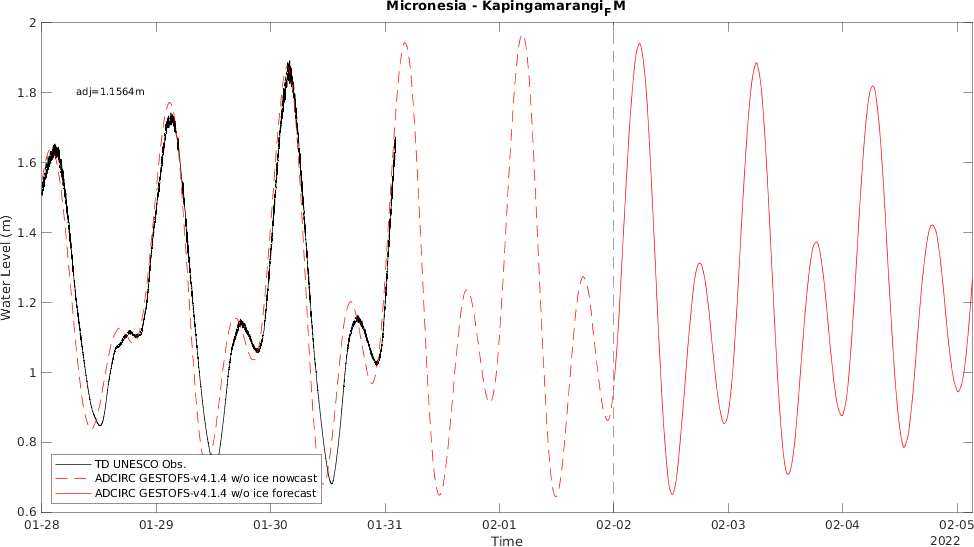 Micronesia - Kapingamarangi_FM
2
1.8
1.6
1.4
1.2
1
0.8
0.6
adj=1.1564m
Water Level (m)
TD UNESCO Obs.
ADCIRC GESTOFS-v4.1.4 w/o ice nowcast
ADCIRC GESTOFS-v4.1.4 w/o ice forecast
01-28 01-29 01-30 01-31 02-01 02-02 02-03 02-04 02-05
Time
2022